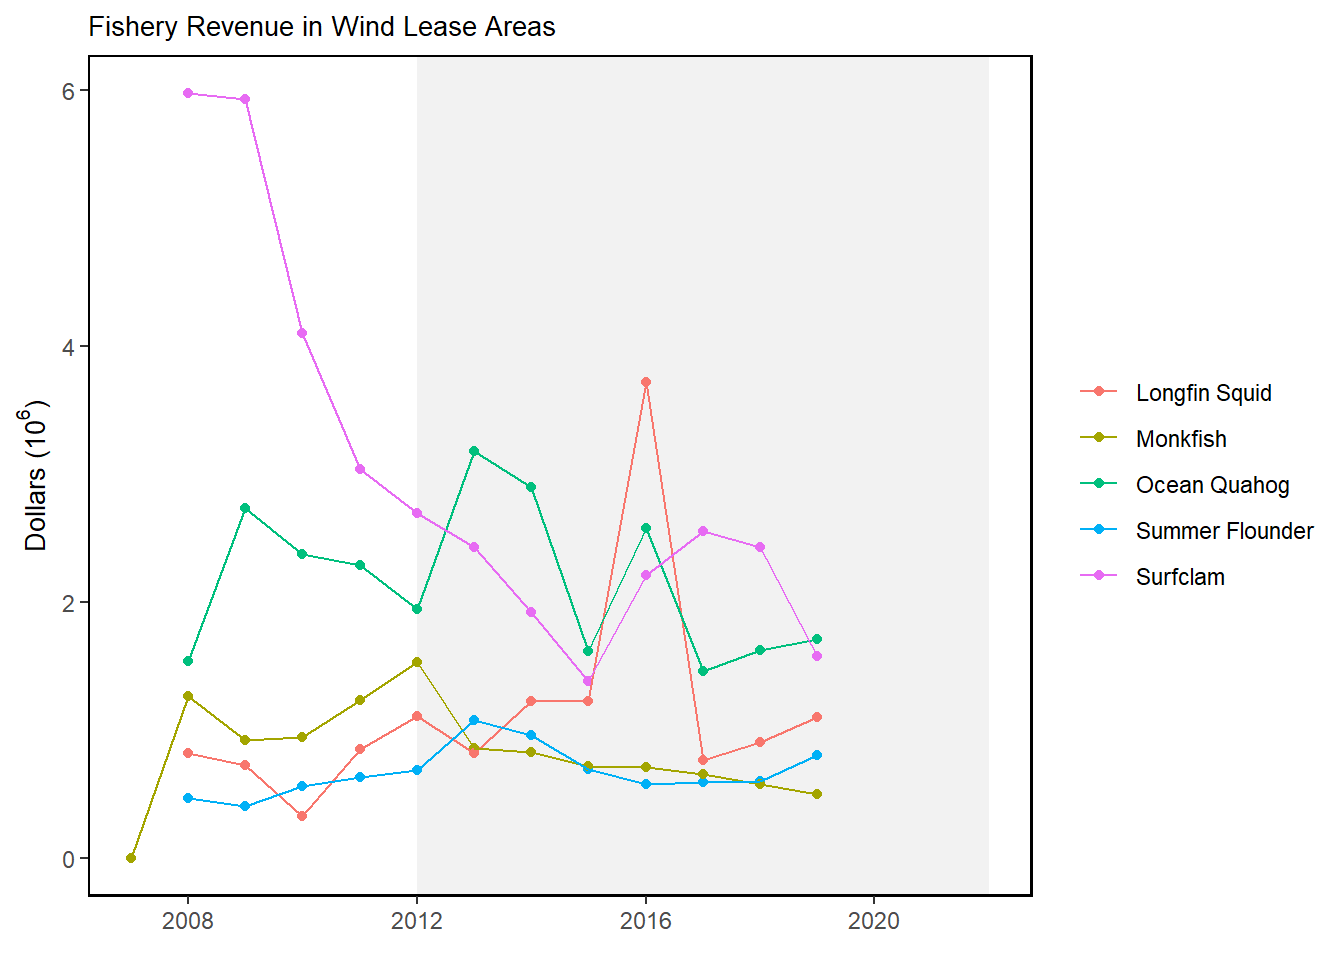 Fishery Revenue in Wind Lease Areas
Dollars (10⁶)
6
4
2
0
2008 2012 2016 2020
Longfin Squid
Monkfish
Ocean Quahog
Summer Flounder
Surfclam